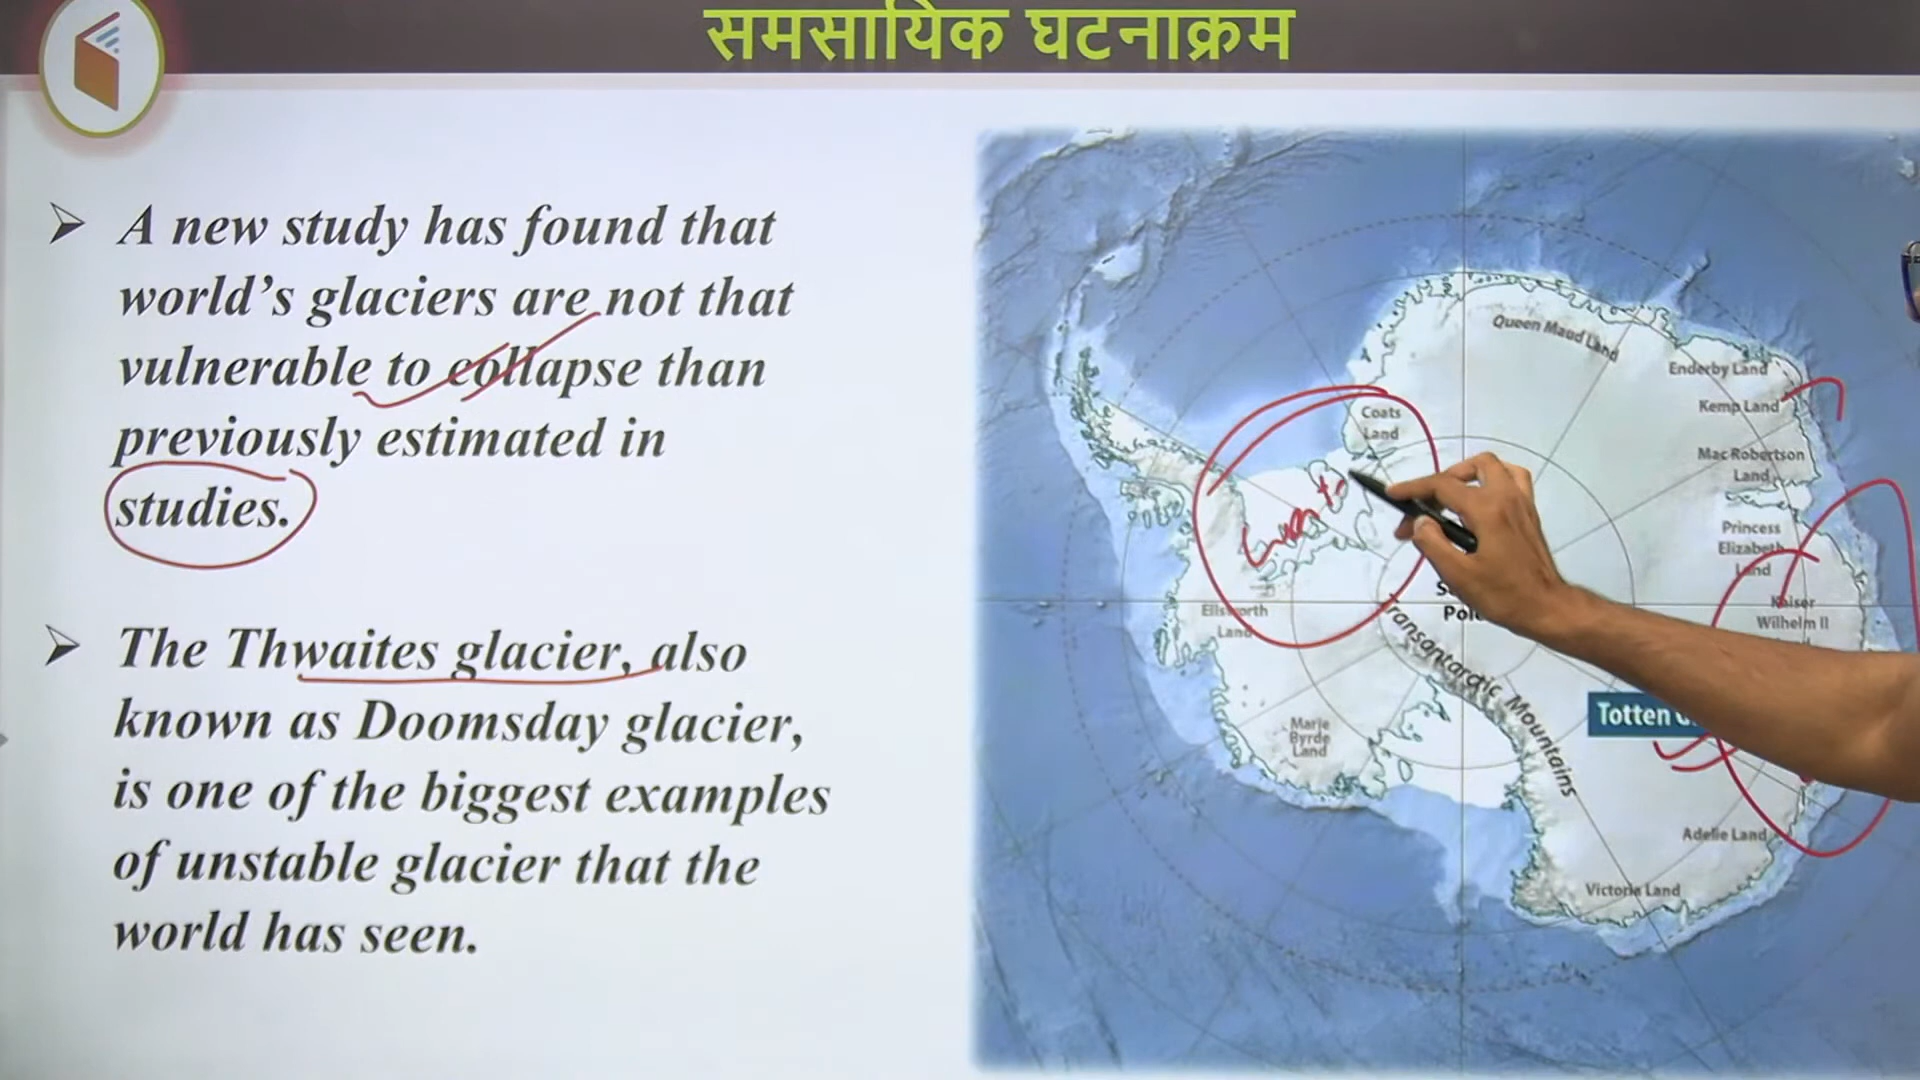 समसायिक घटनाक्रम
A new study has found that
world's glaciers are not that
vulnerable to collapse than
previously estimated in
studies.
The Thwaites glacier, also
known as Doomsday glacier,
is one of the biggest examples
of unstable glacier that the
world has seen.
Queen Maud Land
Enderby Land
Kemp Land
Coats
Land
Mac Robertson
Land
Princess
Elizabeth
Land
Kaiser
Wilhelm II
Ellsworth
Land
Transantarctic Mountains
Totten
Marie
Byrde
Land
Adelie Land
Victoria Land